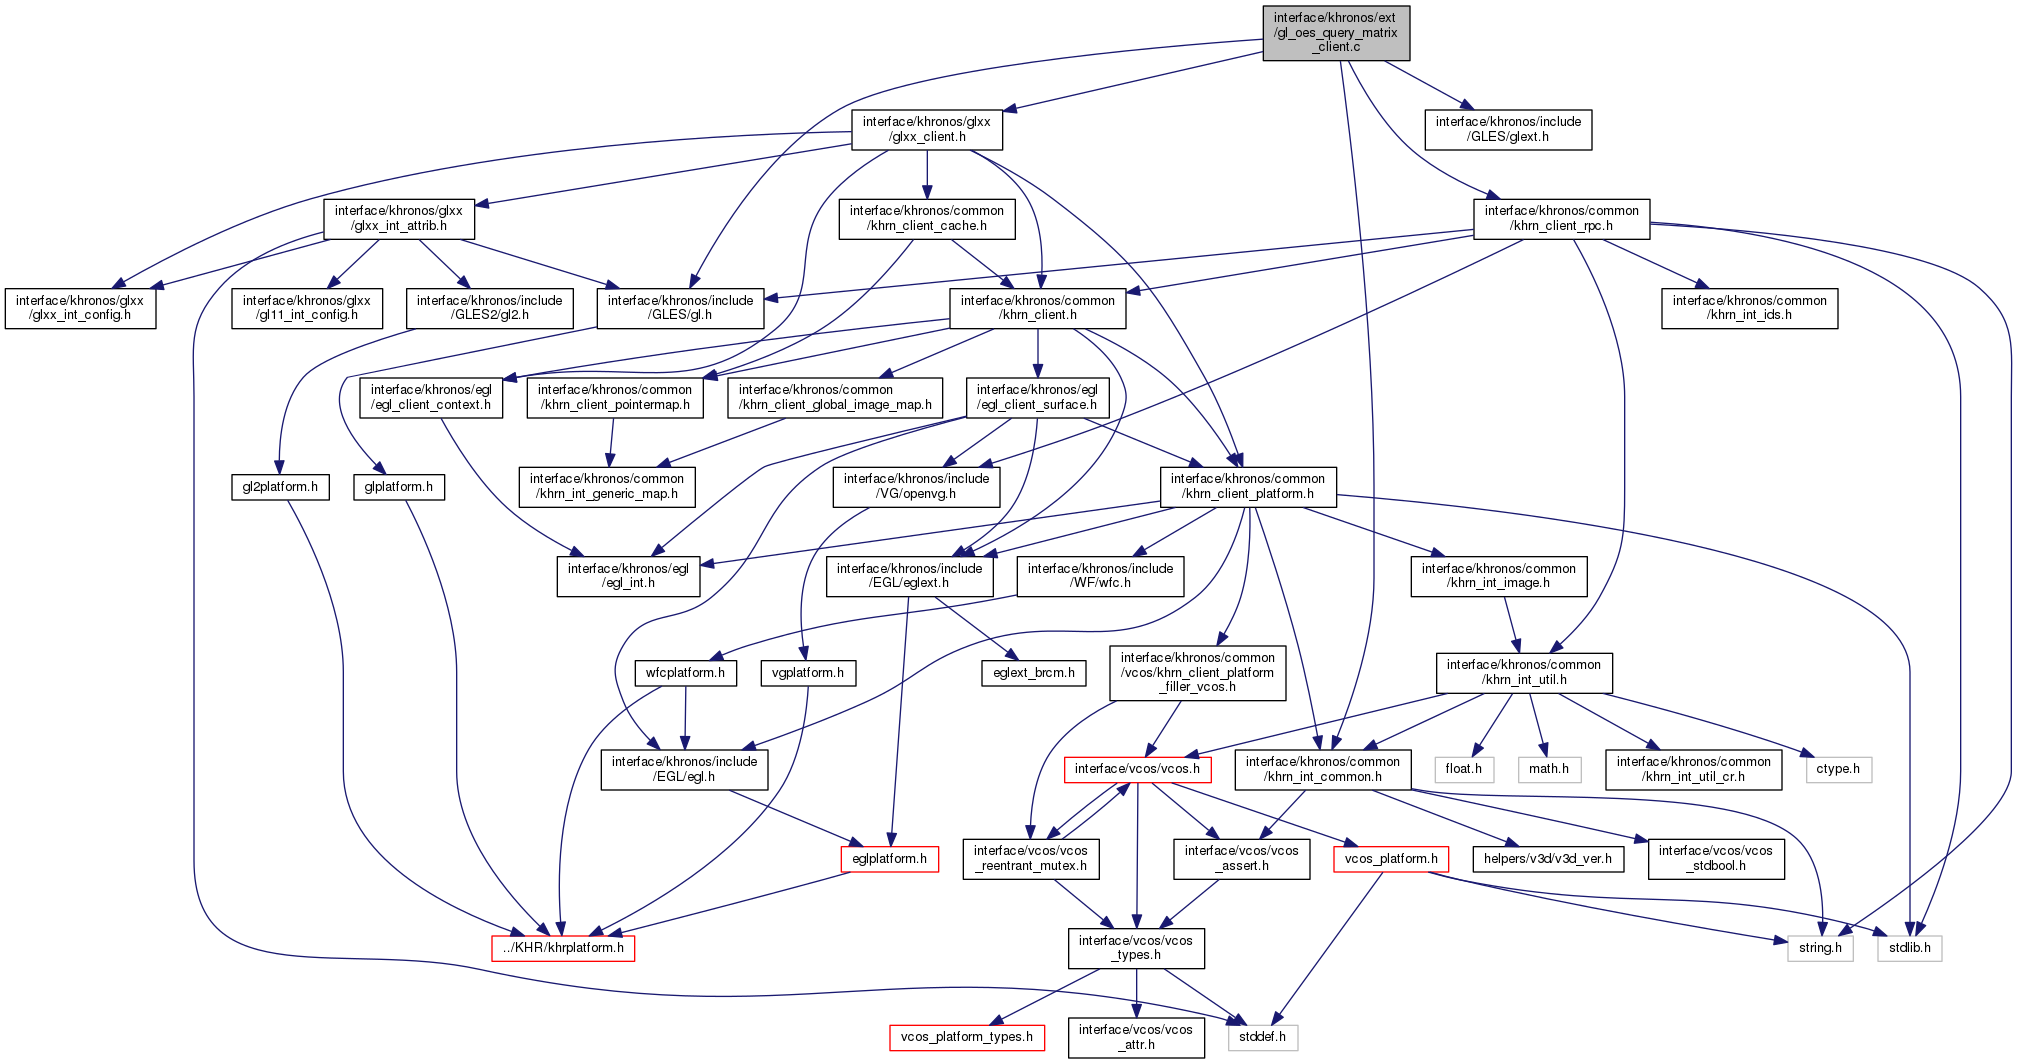 interface/khronos/ext
/gl_oes_query_matrix
_client.c
interface/khronos/glxx
/glxx_client.h
interface/khronos/include
/GLES/glext.h
interface/khronos/glxx
/glxx_int_attrib.h
interface/khronos/common
/khrn_client_cache.h
interface/khronos/common
/khrn_client_rpc.h
interface/khronos/glxx
/glxx_int_config.h
interface/khronos/glxx
/gl11_int_config.h
interface/khronos/include
/GLES2/gl2.h
interface/khronos/include
/GLES/gl.h
interface/khronos/common
/khrn_client.h
interface/khronos/common
/khrn_int_ids.h
interface/khronos/egl
/egl_client_context.h
interface/khronos/common
/khrn_client_pointermap.h
interface/khronos/common
/khrn_client_global_image_map.h
interface/khronos/egl
/egl_client_surface.h
gl2platform.h
glplatform.h
interface/khronos/common
/khrn_int_generic_map.h
interface/khronos/include
/VG/openvg.h
interface/khronos/common
/khrn_client_platform.h
interface/khronos/egl
/egl_int.h
interface/khronos/include
/EGL/eglext.h
interface/khronos/include
/WF/wfc.h
interface/khronos/common
/khrn_int_image.h
wfcplatform.h
vgplatform.h
eglext_brcm.h
interface/khronos/common
/vcos/khrn_client_platform
_filler_vcos.h
interface/khronos/common
/khrn_int_util.h
interface/khronos/include
/EGL/egl.h
interface/vcos/vcos.h
interface/khronos/common
/khrn_int_common.h
float.h
math.h
interface/khronos/common
/khrn_int_util_cr.h
ctype.h
eglplatform.h
interface/vcos/vcos
_reentrant_mutex.h
interface/vcos/vcos
_assert.h
vcos_platform.h
helpers/v3d/v3d_ver.h
interface/vcos/vcos
_stdbool.h
../KHR/khrplatform.h
interface/vcos/vcos
_types.h
string.h
stdlib.h
vcos_platform_types.h
interface/vcos/vcos
_attr.h
stddef.h